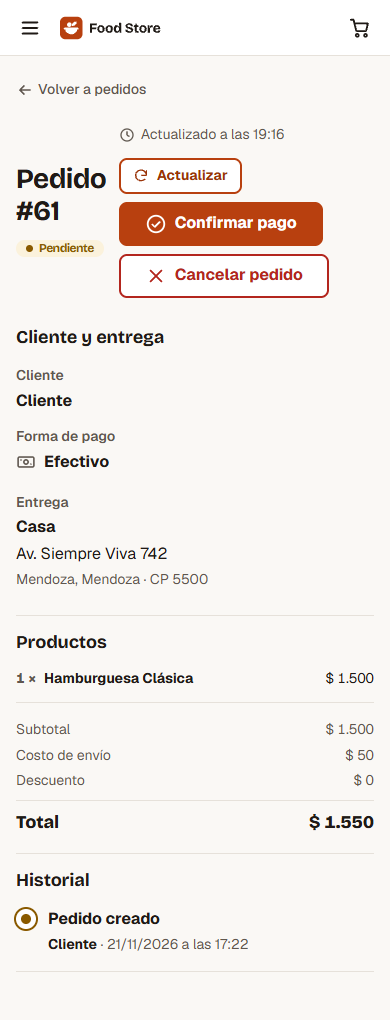 Food Store
← Volver a pedidos
Actualizado a las 19:16
Pedido
#61
Pendiente
Actualizar
Confirmar pago
Cancelar pedido
Cliente y entrega
Cliente
Cliente
Forma de pago
Efectivo
Entrega
Casa
Av. Siempre Viva 742
Mendoza, Mendoza · CP 5500
Productos
1 × Hamburguesa Clásica $ 1.500
Subtotal $ 1.500
Costo de envío $ 50
Descuento $ 0
Total $ 1.550
Historial
Pedido creado
Cliente · 21/11/2026 a las 17:22